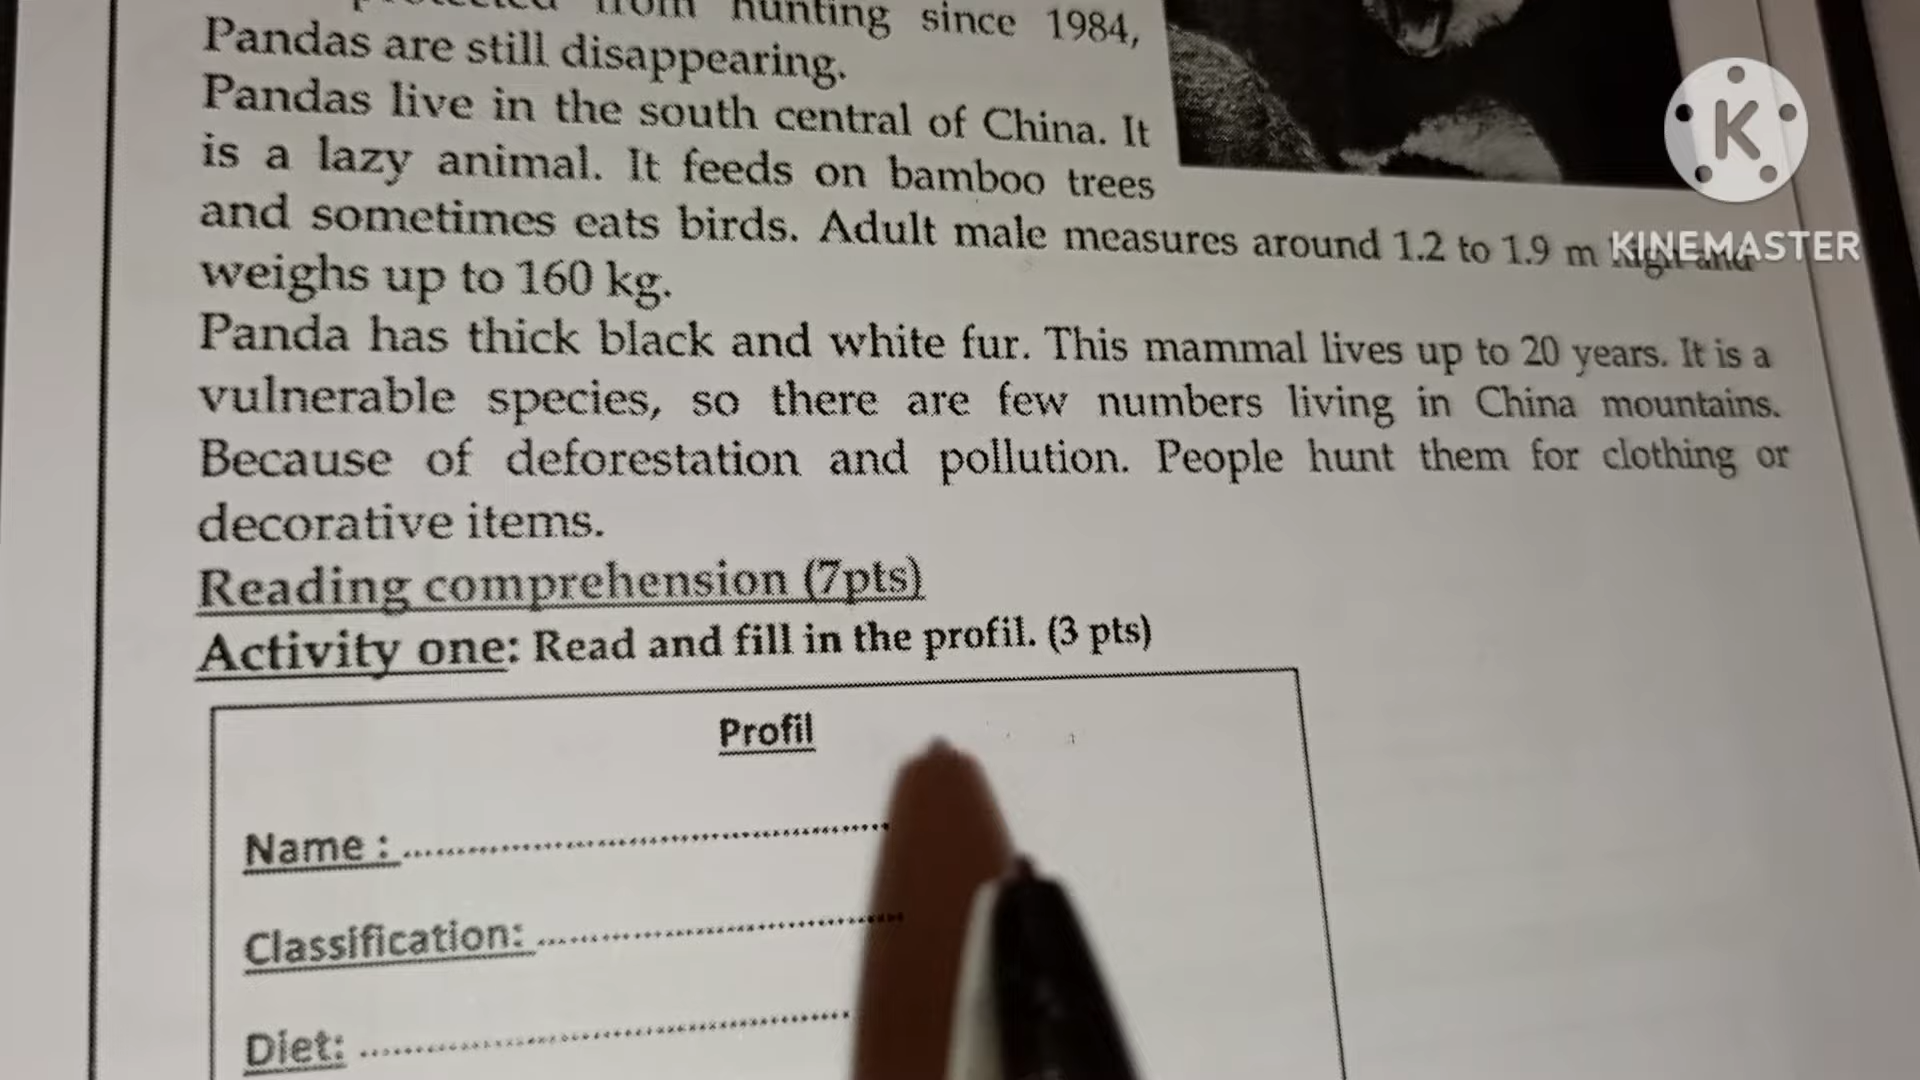 from hunting since 1984,
Pandas are still disappearing.
Pandas live in the south central of China. It
is a lazy animal. It feeds on bamboo trees
and sometimes eats birds. Adult male measures around 1.2 to 1.9 m high and
weighs up to 160 kg.
Panda has thick black and white fur. This mammal lives up to 20 years. It is a
vulnerable species, so there are few numbers living in China mountains.
Because of deforestation and pollution. People hunt them for clothing or
decorative items.
Reading comprehension (7pts)
Activity one: Read and fill in the profil. (3 pts)
Profil
Name : ..........................................
Classification: ................................
Diet: ..........................................
K
KINEMASTER